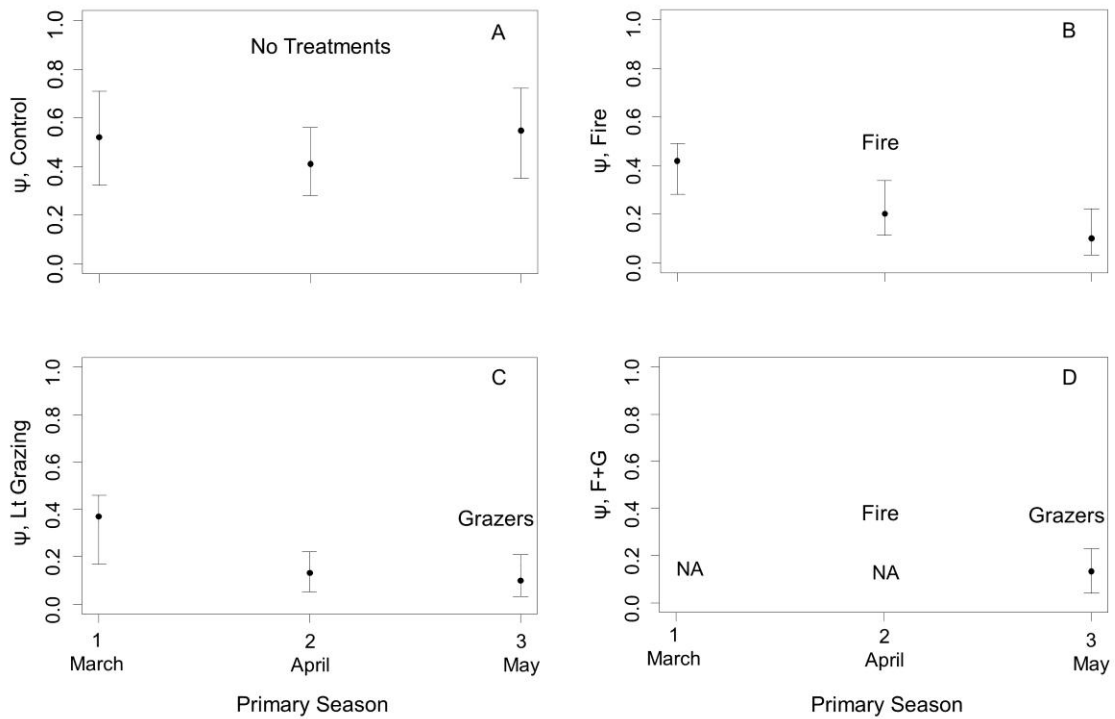 A
No Treatments
ψ, Control
0.0 0.2 0.4 0.6 0.8 1.0
B
Fire
ψ, Fire
0.0 0.2 0.4 0.6 0.8 1.0
C
Grazers
ψ, Lt Grazing
0.0 0.2 0.4 0.6 0.8 1.0
1 2 3
March April May
Primary Season
D
Fire Grazers
NA NA
ψ, F+G
0.0 0.2 0.4 0.6 0.8 1.0
1 2 3
March April May
Primary Season